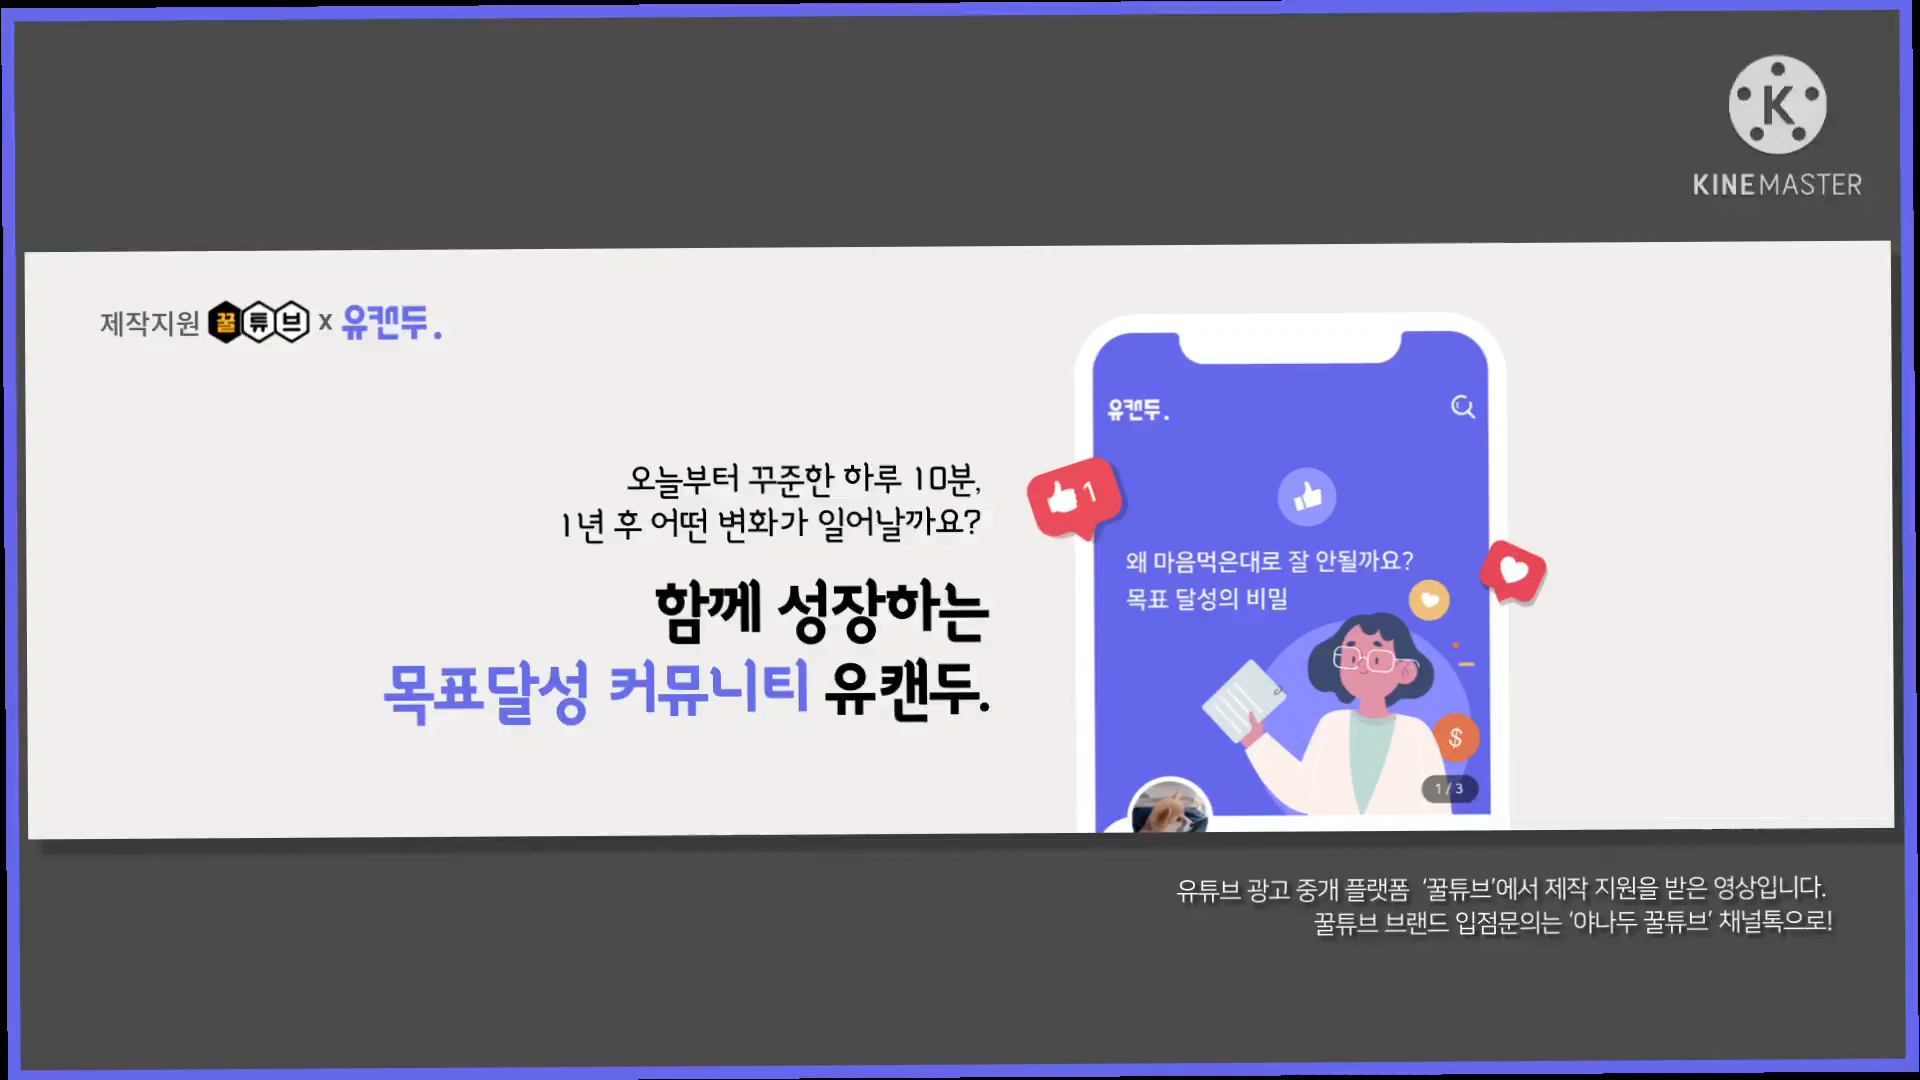 K
KINEMASTER
제작지원 꿀튜브 x 유캔두.
오늘부터 꾸준한 하루 10분,
1년 후 어떤 변화가 일어날까요?
함께 성장하는
목표달성 커뮤니티 유캔두.
유캔두.
1
왜 마음먹은대로 잘 안될까요?
목표 달성의 비밀
$
1 / 3
유튜브 광고 중개 플랫폼 ‘꿀튜브’에서 제작 지원을 받은 영상입니다.
꿀튜브 브랜드 입점문의는 ‘야나두 꿀튜브’ 채널톡으로!